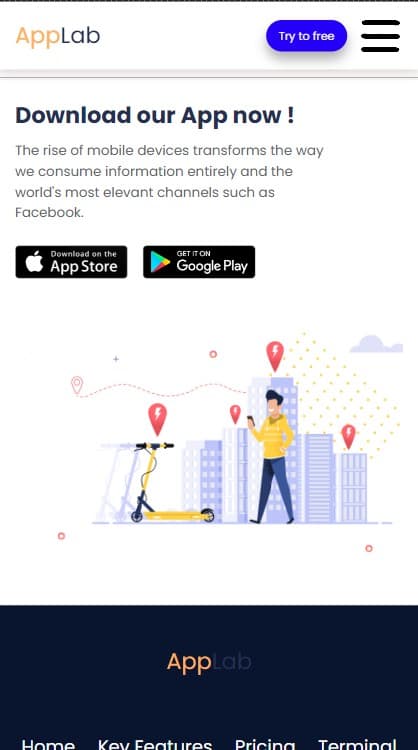 AppLab
Try to free
Download our App now !
The rise of mobile devices transforms the way
we consume information entirely and the
world's most elevant channels such as
Facebook.
Download on the
App Store
GET IT ON
Google Play
AppLab
Home Key Features Pricing Terminal